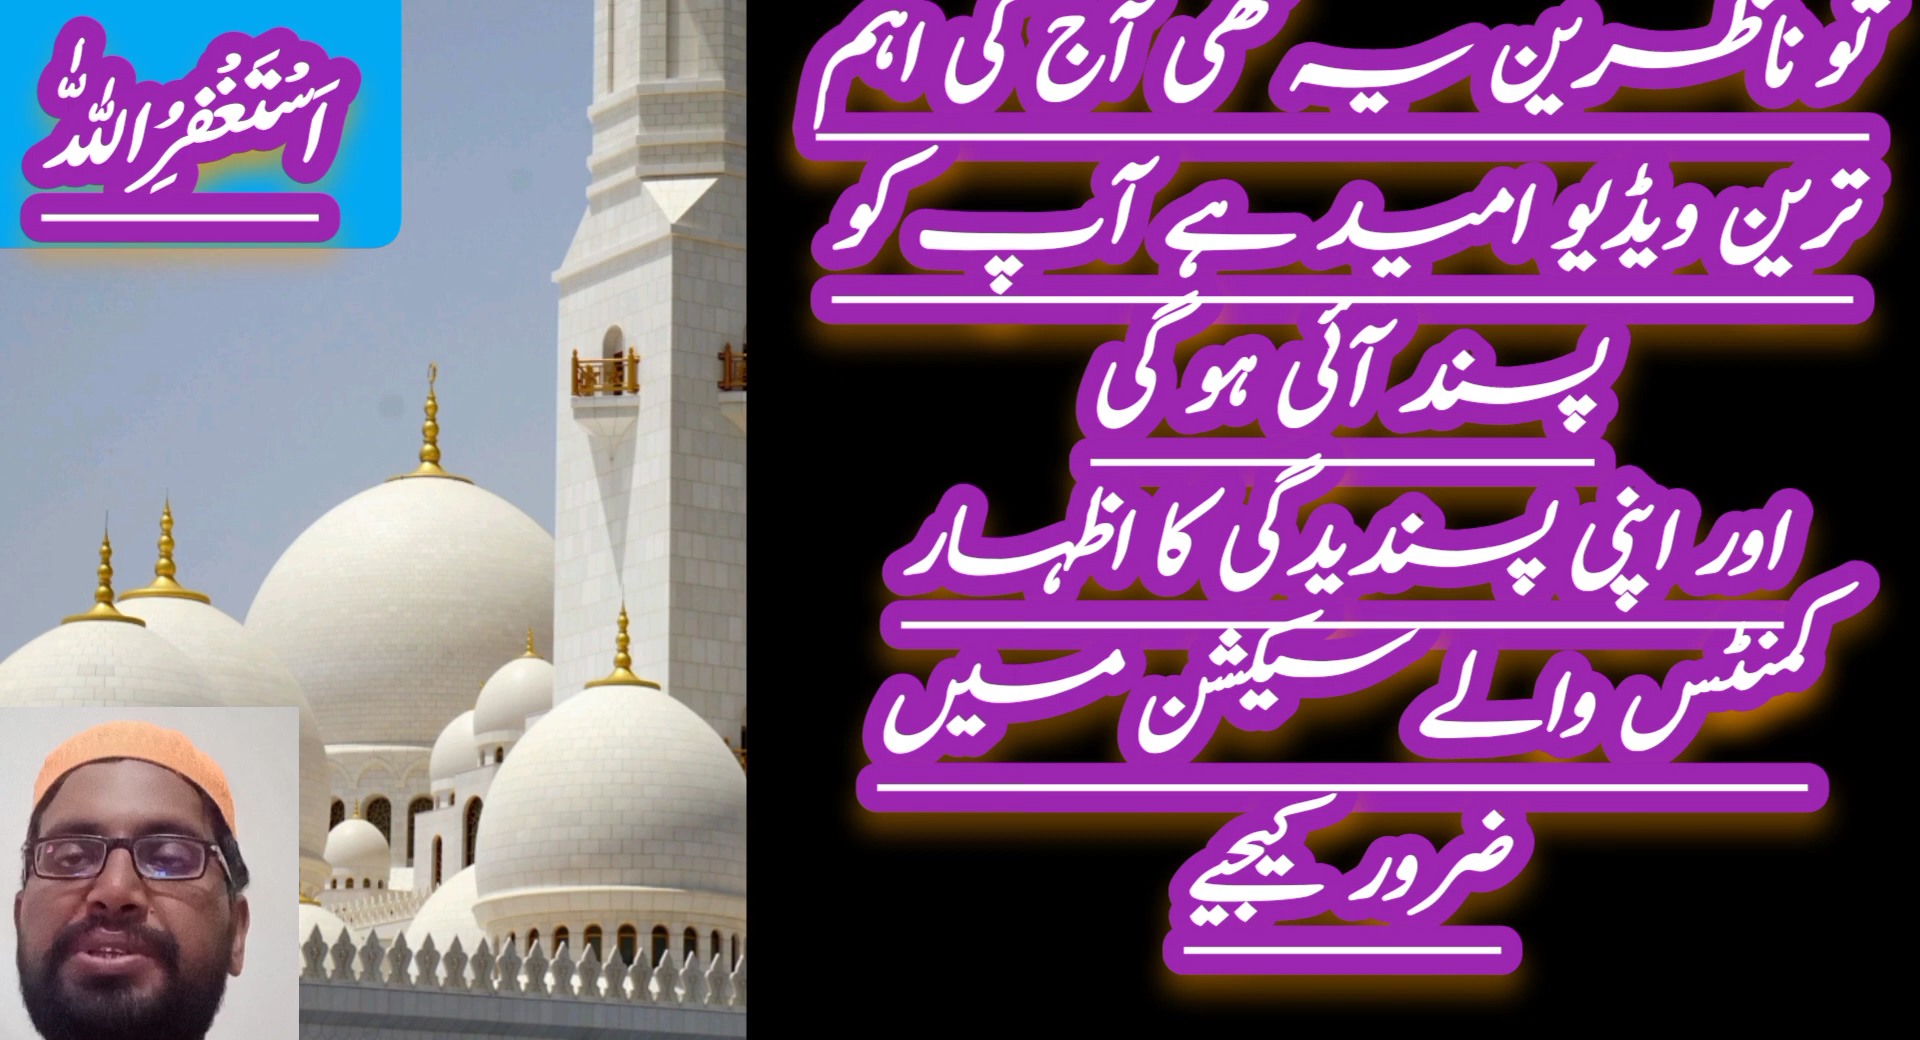 اَسْتَغْفِرُاللّٰہَ
تو ناظرین یہ تھی آج کی اہم
ترین ویڈیو امید ہے آپ کو
پسند آئی ہو گی
اور اپنی پسندیدگی کا اظہار
کمنٹس والے سیکشن میں
ضرور کیجیے